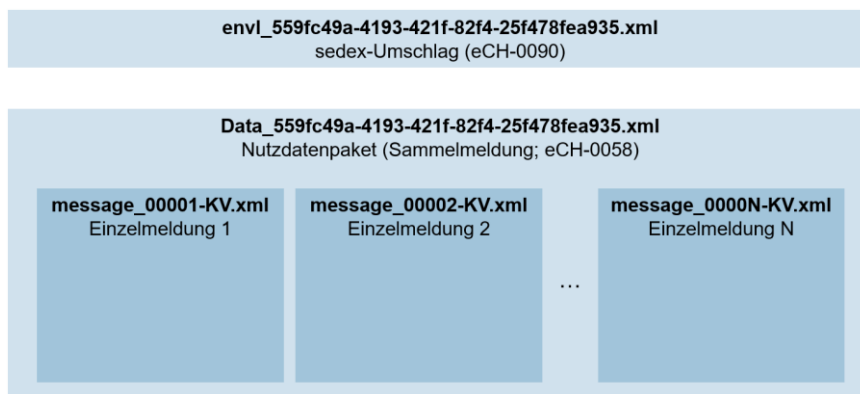 envl_559fc49a-4193-421f-82f4-25f478fea935.xml
sedex-Umschlag (eCH-0090)
Data_559fc49a-4193-421f-82f4-25f478fea935.xml
Nutzdatenpaket (Sammelmeldung; eCH-0058)
message_00001-KV.xml
Einzelmeldung 1
message_00002-KV.xml
Einzelmeldung 2
...
message_0000N-KV.xml
Einzelmeldung N